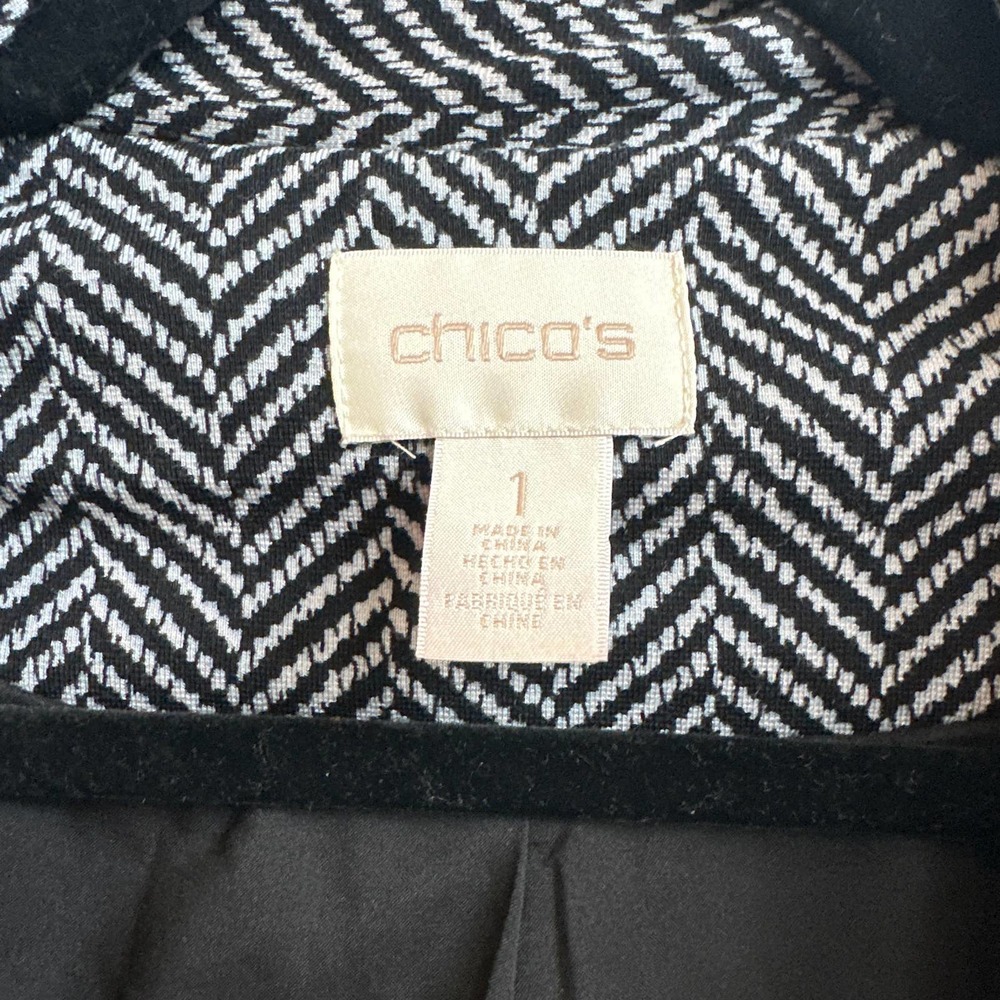 chico's
1
MADE IN
CHINA
HECHO EN
CHINA
FABRIQUÉ EN
CHINE